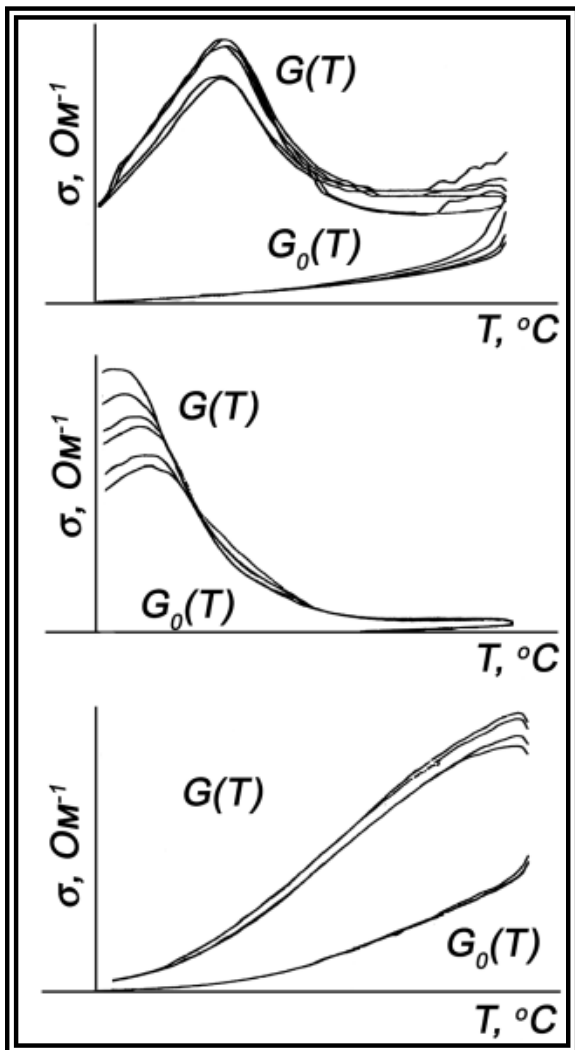 G(T)
σ, Ом⁻¹
G₀(T)
T, °C
G(T)
σ, Ом⁻¹
G₀(T)
T, °C
G(T)
σ, Ом⁻¹
G₀(T)
T, °C